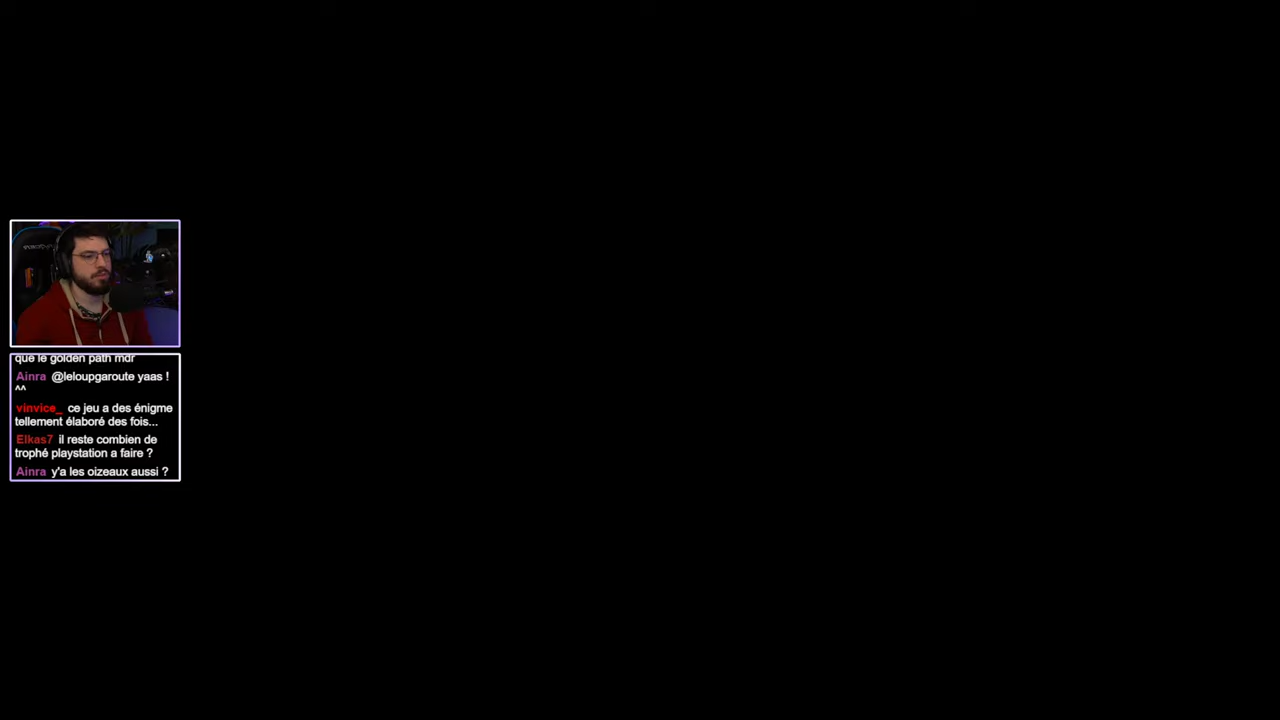 que le golden path mdr
Ainra @leloupgaroute yaas !
^^
vinvice_ ce jeu a des énigme
tellement élaboré des fois...
Elkas7 il reste combien de
trophé playstation a faire ?
Ainra y'a les oizeaux aussi ?